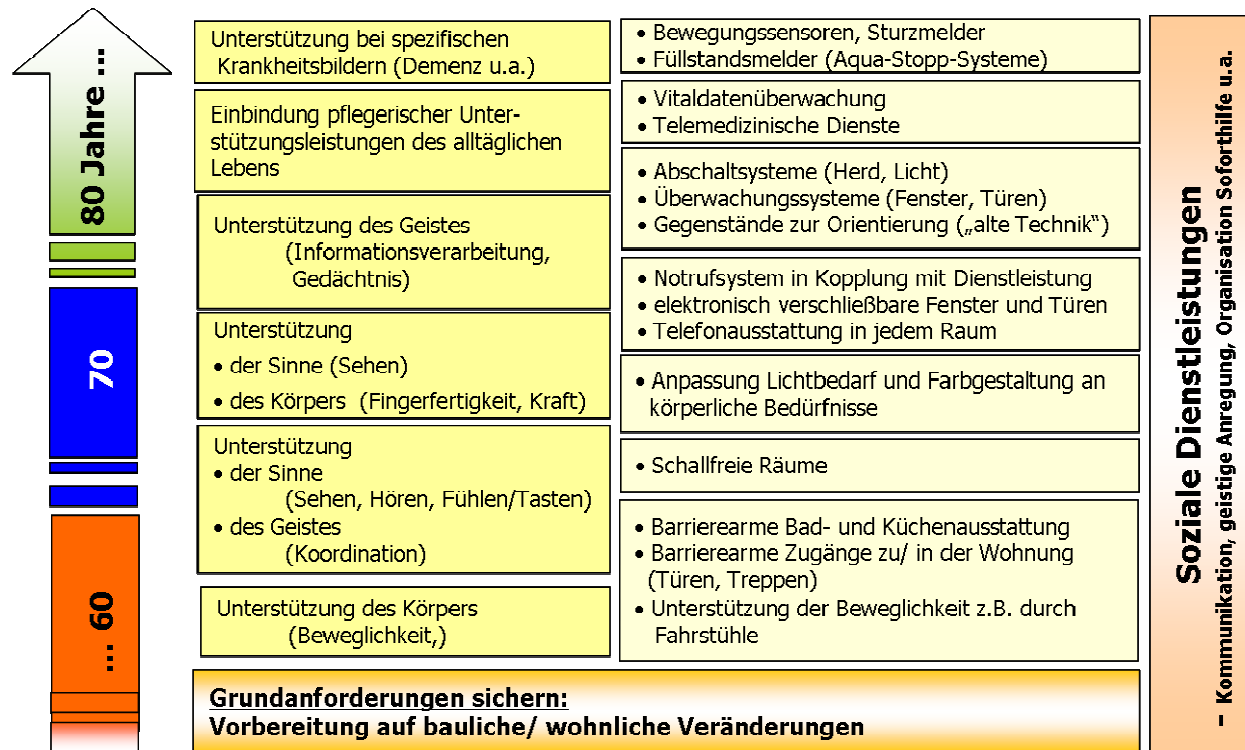 80 Jahre ...
70
... 60
Unterstützung bei spezifischen
Krankheitsbildern (Demenz u.a.)
Einbindung pflegerischer Unter-
stützungsleistungen des alltäglichen
Lebens
Unterstützung des Geistes
(Informationsverarbeitung,
Gedächtnis)
Unterstützung
• der Sinne (Sehen)
• des Körpers (Fingerfertigkeit, Kraft)
Unterstützung
• der Sinne
(Sehen, Hören, Fühlen/Tasten)
• des Geistes
(Koordination)
Unterstützung des Körpers
(Beweglichkeit,)
• Bewegungssensoren, Sturzmelder
• Füllstandsmelder (Aqua-Stopp-Systeme)
• Vitaldatenüberwachung
• Telemedizinische Dienste
• Abschaltsysteme (Herd, Licht)
• Überwachungssysteme (Fenster, Türen)
• Gegenstände zur Orientierung („alte Technik“)
• Notrufsystem in Kopplung mit Dienstleistung
• elektronisch verschließbare Fenster und Türen
• Telefonausstattung in jedem Raum
• Anpassung Lichtbedarf und Farbgestaltung an
körperliche Bedürfnisse
• Schallfreie Räume
• Barrierearme Bad- und Küchenausstattung
• Barrierearme Zugänge zu/ in der Wohnung
(Türen, Treppen)
• Unterstützung der Beweglichkeit z.B. durch
Fahrstühle
Grundanforderungen sichern:
Vorbereitung auf bauliche/ wohnliche Veränderungen
Soziale Dienstleistungen
– Kommunikation, geistige Anregung, Organisation Soforthilfe u.a.